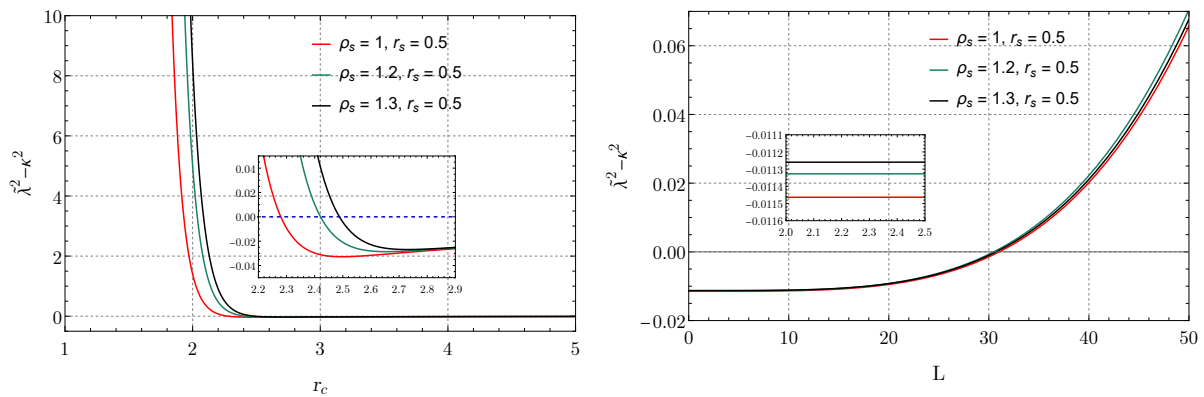 ρs = 1, rs = 0.5
ρs = 1.2, rs = 0.5
ρs = 1.3, rs = 0.5
λ̃²−κ²
10
8
6
4
2
0
0.04
0.02
0.00
−0.02
−0.04
2.2 2.3 2.4 2.5 2.6 2.7 2.8 2.9
1 2 3 4 5
rc
ρs = 1, rs = 0.5
ρs = 1.2, rs = 0.5
ρs = 1.3, rs = 0.5
λ̃²−κ²
0.06
0.04
0.02
0.00
−0.02
−0.0111
−0.0112
−0.0113
−0.0114
−0.0115
−0.0116
2.0 2.1 2.2 2.3 2.4 2.5
0 10 20 30 40 50
L